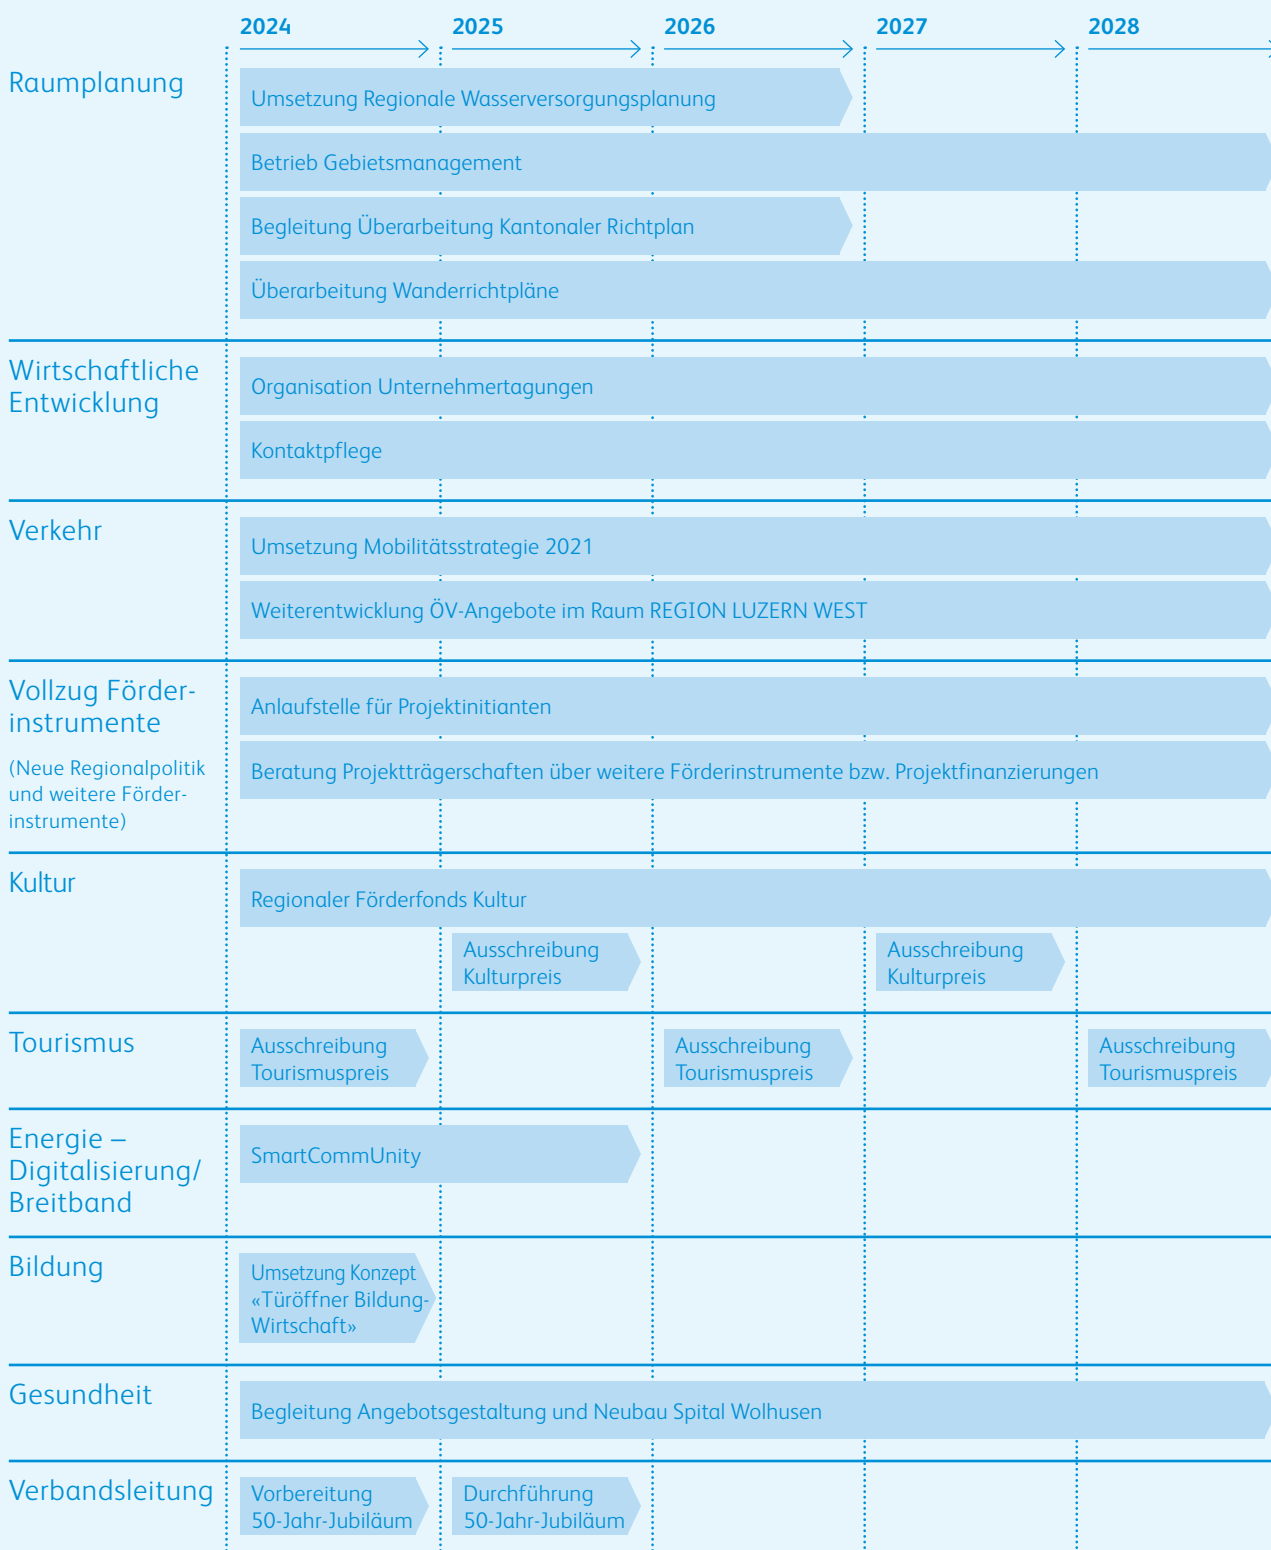 2024 2025 2026 2027 2028
Raumplanung
Umsetzung Regionale Wasserversorgungsplanung
Betrieb Gebietsmanagement
Begleitung Überarbeitung Kantonaler Richtplan
Überarbeitung Wanderrichtpläne
Wirtschaftliche
Entwicklung
Organisation Unternehmertagungen
Kontaktpflege
Verkehr
Umsetzung Mobilitätsstrategie 2021
Weiterentwicklung ÖV-Angebote im Raum REGION LUZERN WEST
Vollzug Förder-
instrumente
(Neue Regionalpolitik
und weitere Förder-
instrumente)
Anlaufstelle für Projektinitianten
Beratung Projektträgerschaften über weitere Förderinstrumente bzw. Projektfinanzierungen
Kultur
Regionaler Förderfonds Kultur
Ausschreibung
Kulturpreis
Ausschreibung
Kulturpreis
Tourismus
Ausschreibung
Tourismuspreis
Ausschreibung
Tourismuspreis
Ausschreibung
Tourismuspreis
Energie –
Digitalisierung/
Breitband
SmartCommUnity
Bildung
Umsetzung Konzept
«Türöffner Bildung-
Wirtschaft»
Gesundheit
Begleitung Angebotsgestaltung und Neubau Spital Wolhusen
Verbandsleitung
Vorbereitung
50-Jahr-Jubiläum
Durchführung
50-Jahr-Jubiläum